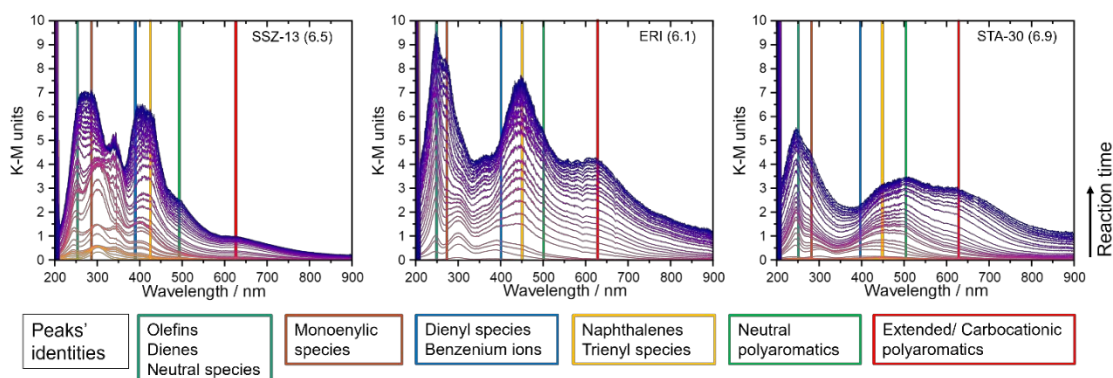 SSZ-13 (6.5)
10
9
8
7
6
5
4
3
2
1
0
K-M units
200 300 400 500 600 700 800 900
Wavelength / nm
ERI (6.1)
10
9
8
7
6
5
4
3
2
1
0
K-M units
200 300 400 500 600 700 800 900
Wavelength / nm
STA-30 (6.9)
10
9
8
7
6
5
4
3
2
1
0
K-M units
200 300 400 500 600 700 800 900
Wavelength / nm
Reaction time
Peaks'
identities
Olefins
Dienes
Neutral species
Monoenylic
species
Dienyl species
Benzenium ions
Naphthalenes
Trienyl species
Neutral
polyaromatics
Extended/ Carbocationic
polyaromatics